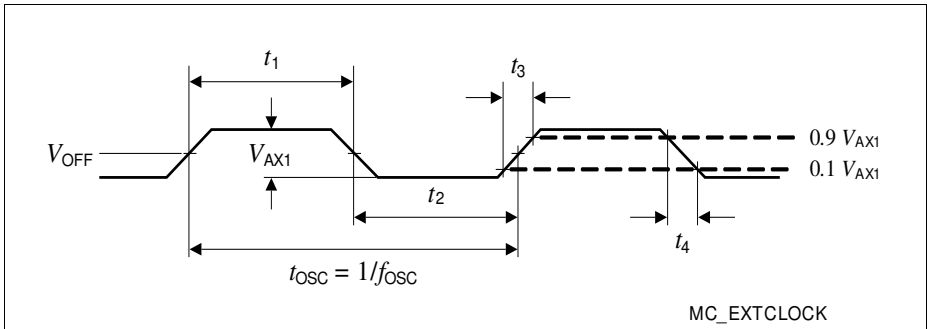 t1
t3
0.9 VAX1
VOFF
VAX1
0.1 VAX1
t2
t4
tOSC = 1/fOSC
MC_EXTCLOCK